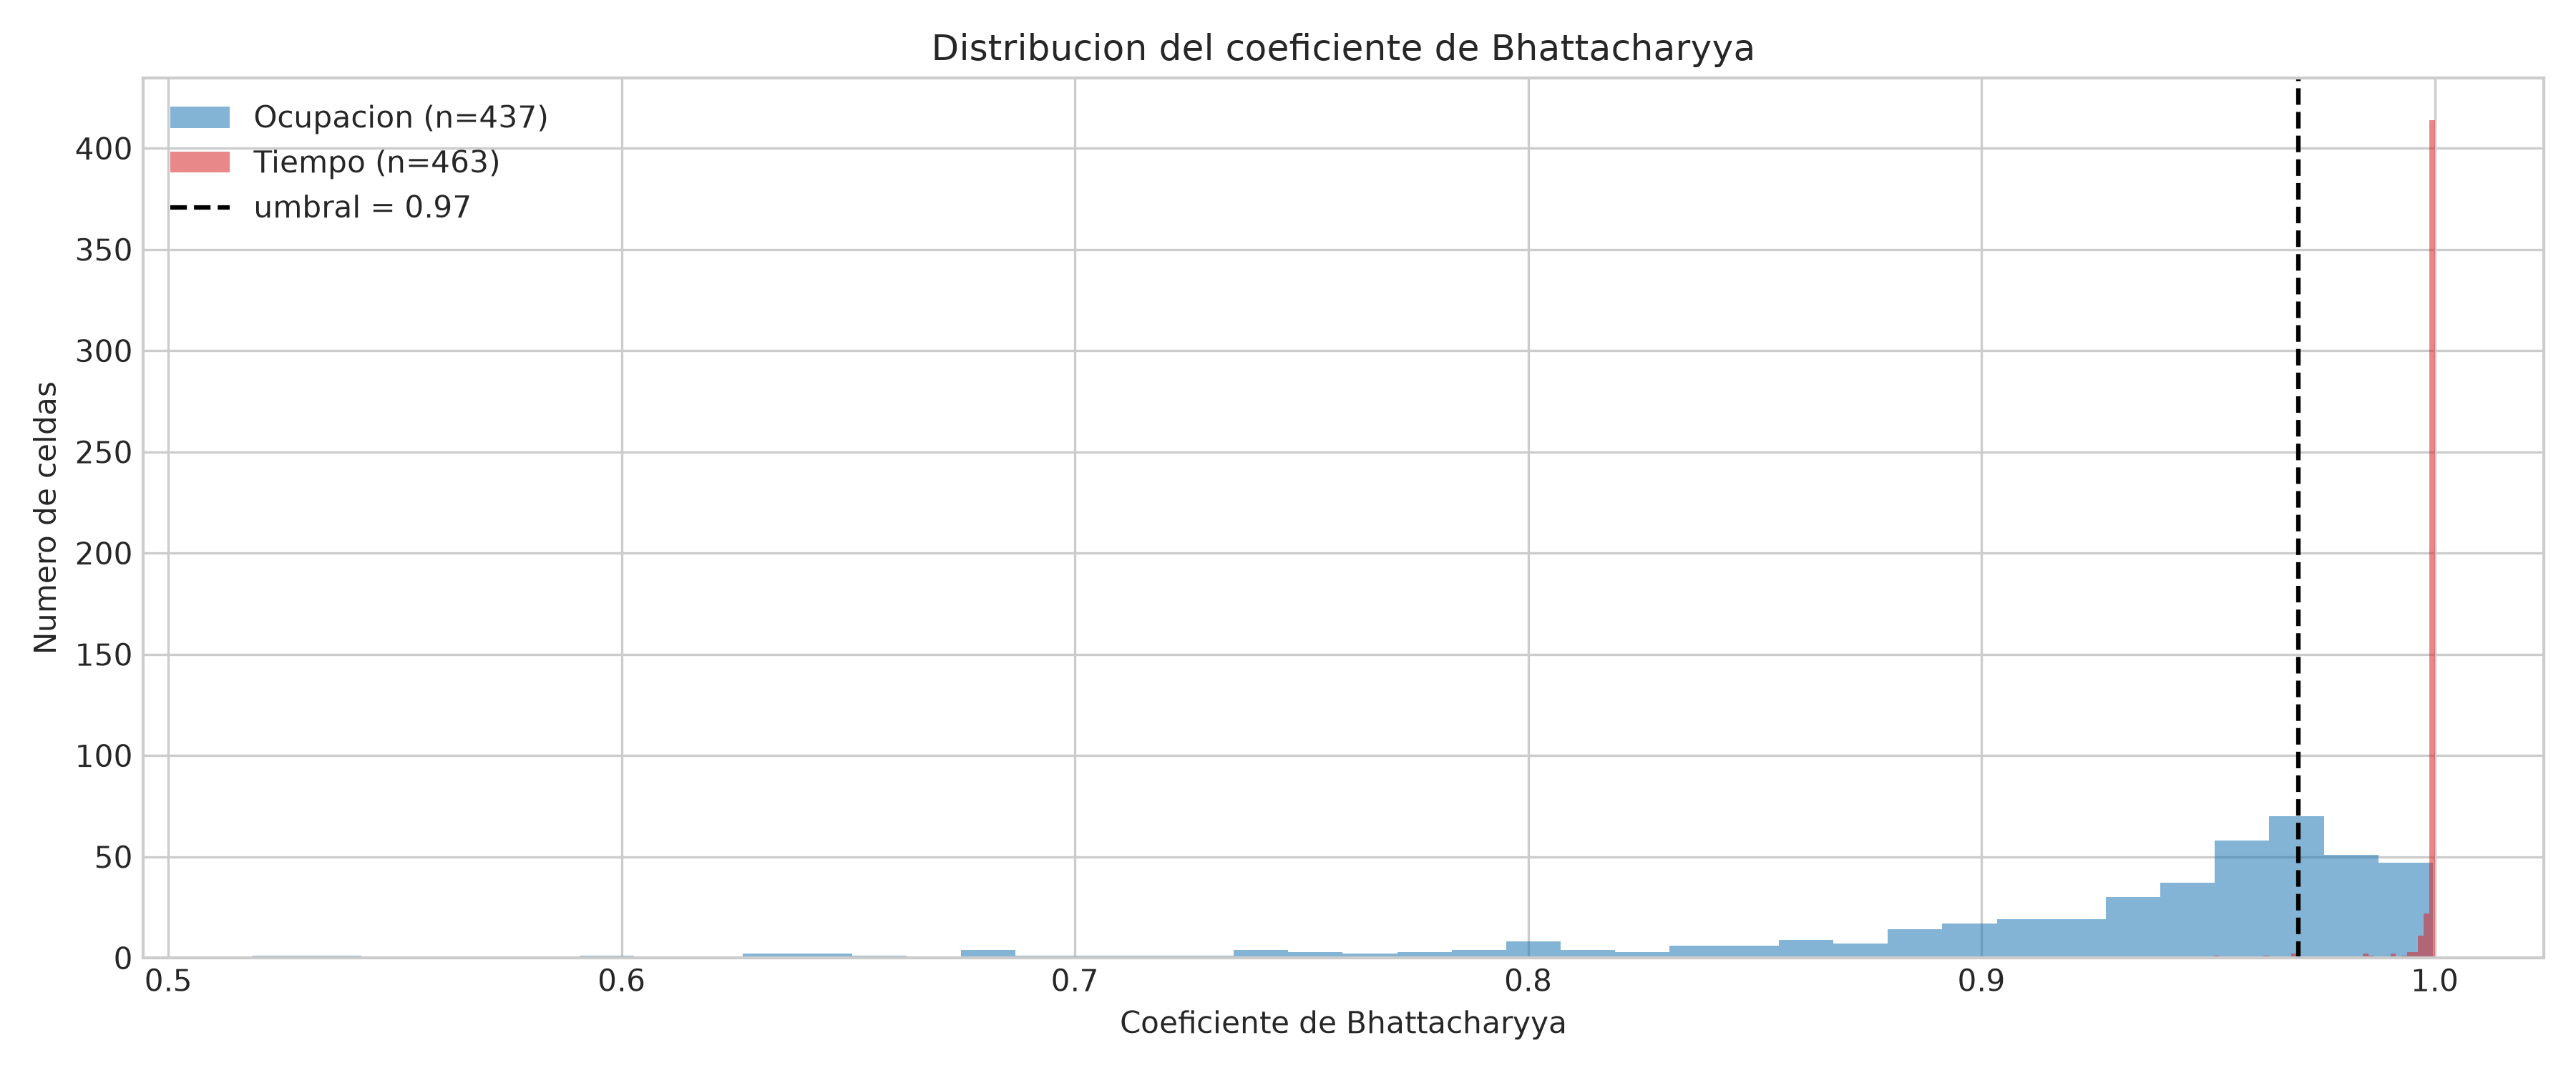 Distribucion del coeficiente de Bhattacharyya
Ocupacion (n=437)
Tiempo (n=463)
umbral = 0.97
Numero de celdas
400
350
300
250
200
150
100
50
0
0.5 0.6 0.7 0.8 0.9 1.0
Coeficiente de Bhattacharyya